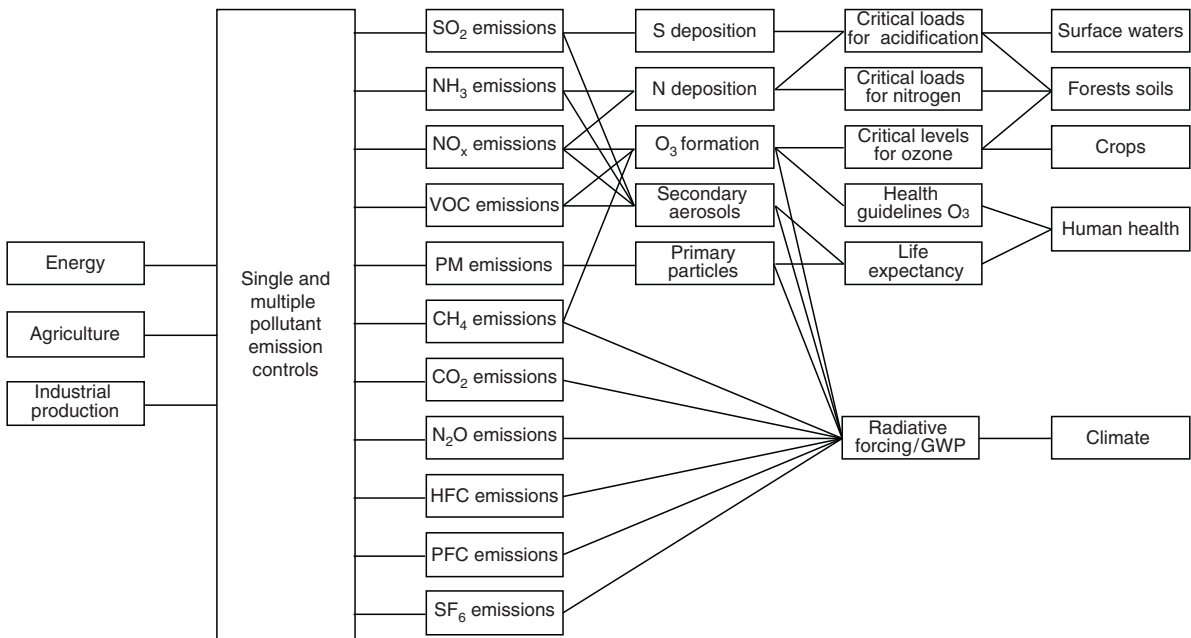 Energy
Agriculture
Industrial
production
Single and
multiple
pollutant
emission
controls
SO₂ emissions
NH₃ emissions
NOₓ emissions
VOC emissions
PM emissions
CH₄ emissions
CO₂ emissions
N₂O emissions
HFC emissions
PFC emissions
SF₆ emissions
S deposition
N deposition
O₃ formation
Secondary
aerosols
Primary
particles
Critical loads
for acidification
Critical loads
for nitrogen
Critical levels
for ozone
Health
guidelines O₃
Life
expectancy
Radiative
forcing/GWP
Surface waters
Forests soils
Crops
Human health
Climate